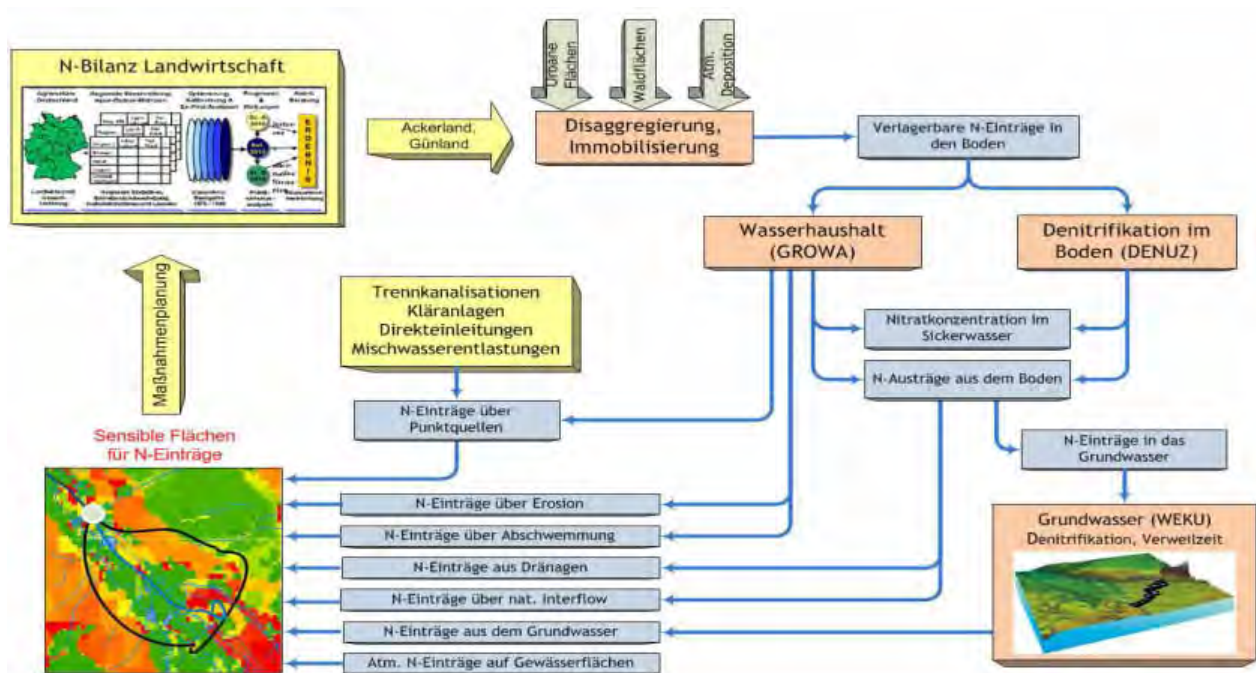 N-Bilanz Landwirtschaft
Urbane
Flächen
Waldflächen
Atm.
Deposition
Ackerland,
Günland
Disaggregierung,
Immobilisierung
Verlagerbare N-Einträge in
den Boden
Wasserhaushalt
(GROWA)
Denitrifikation im
Boden (DENUZ)
Maßnahmenplanung
Trennkanalisationen
Kläranlagen
Direkteinleitungen
Mischwasserentlastungen
Nitratkonzentration im
Sickerwasser
N-Austräge aus dem Boden
N-Einträge über
Punktquellen
N-Einträge in das
Grundwasser
Sensible Flächen
für N-Einträge
N-Einträge über Erosion
N-Einträge über Abschwemmung
N-Einträge aus Dränagen
N-Einträge über nat. Interflow
N-Einträge aus dem Grundwasser
Atm. N-Einträge auf Gewässerflächen
Grundwasser (WEKU)
Denitrifikation, Verweilzeit